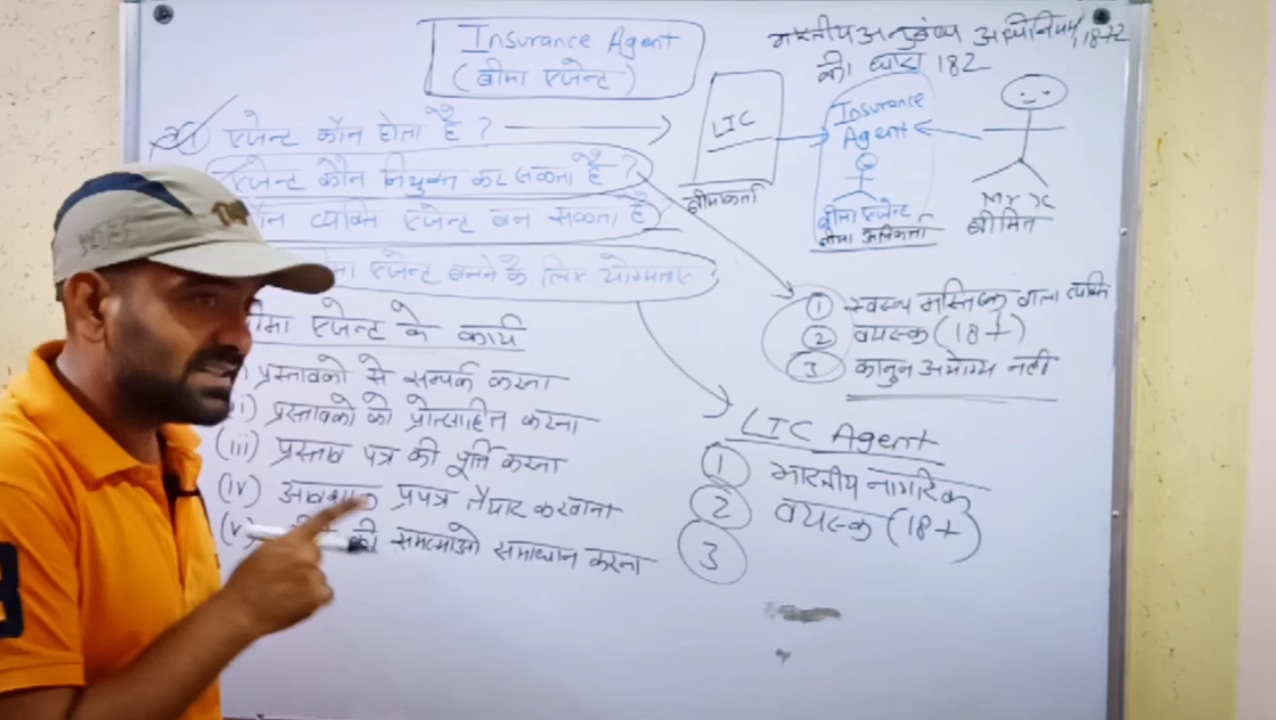 Insurance Agent
(बीमा एजेन्ट)
भारतीय अनुबंध अधिनियम, 1872
की धारा 182
एजेन्ट कौन होता है ?
एजेन्ट कौन नियुक्त कर सकता है ?
कौन व्यक्ति एजेन्ट बन सकता है
एजेन्ट बनने के लिए योग्यताए
बीमा एजेन्ट के कार्य
प्रस्तावको से सम्पर्क करना
प्रस्तावको को प्रोत्साहित करना
(iii) प्रस्ताव पत्र की पूर्ति करना
(iv) आवश्यक प्रपत्र तैयार करवाना
(v) की समस्याओ समाधान करना
LIC
बीमाकर्ता
Insurance
Agent
बीमा एजेन्ट
बीमा अभिकर्ता
Mr X
बीमित
1 स्वस्थ मस्तिष्क वाला व्यक्ति
2 वयस्क (18+)
3 कानुन अयोग्य नही
LIC Agent
1 भारतीय नागरिक
2 वयस्क (18+)
3